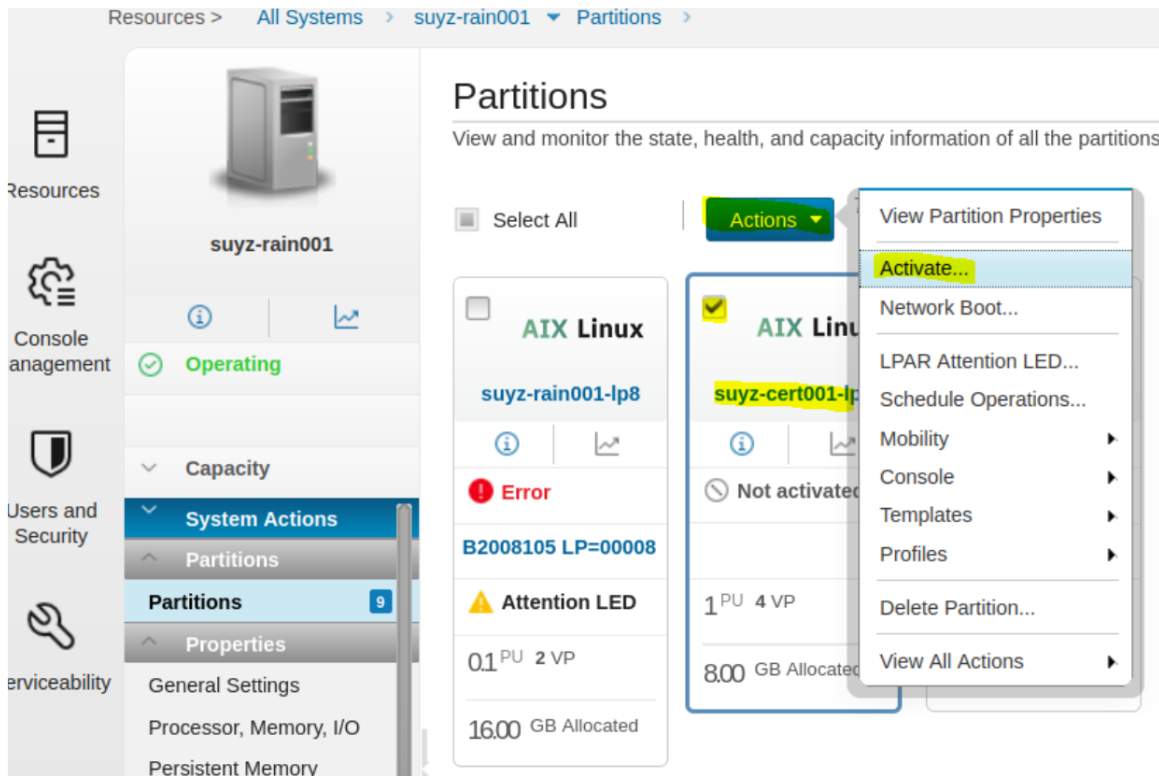 Resources > All Systems > suyz-rain001 Partitions >
Resources
Console
anagement
Users and
Security
erviceability
suyz-rain001
Operating
Capacity
System Actions
Partitions
Partitions 9
Properties
General Settings
Processor, Memory, I/O
Persistent Memory
Partitions
View and monitor the state, health, and capacity information of all the partitions
Select All
Actions
AIX Linux
suyz-rain001-lp8
Error
B2008105 LP=00008
Attention LED
0.1 PU 2 VP
16.00 GB Allocated
AIX Linu
suyz-cert001-lp
Not activated
1 PU 4 VP
8.00 GB Allocated
View Partition Properties
Activate...
Network Boot...
LPAR Attention LED...
Schedule Operations...
Mobility
Console
Templates
Profiles
Delete Partition...
View All Actions